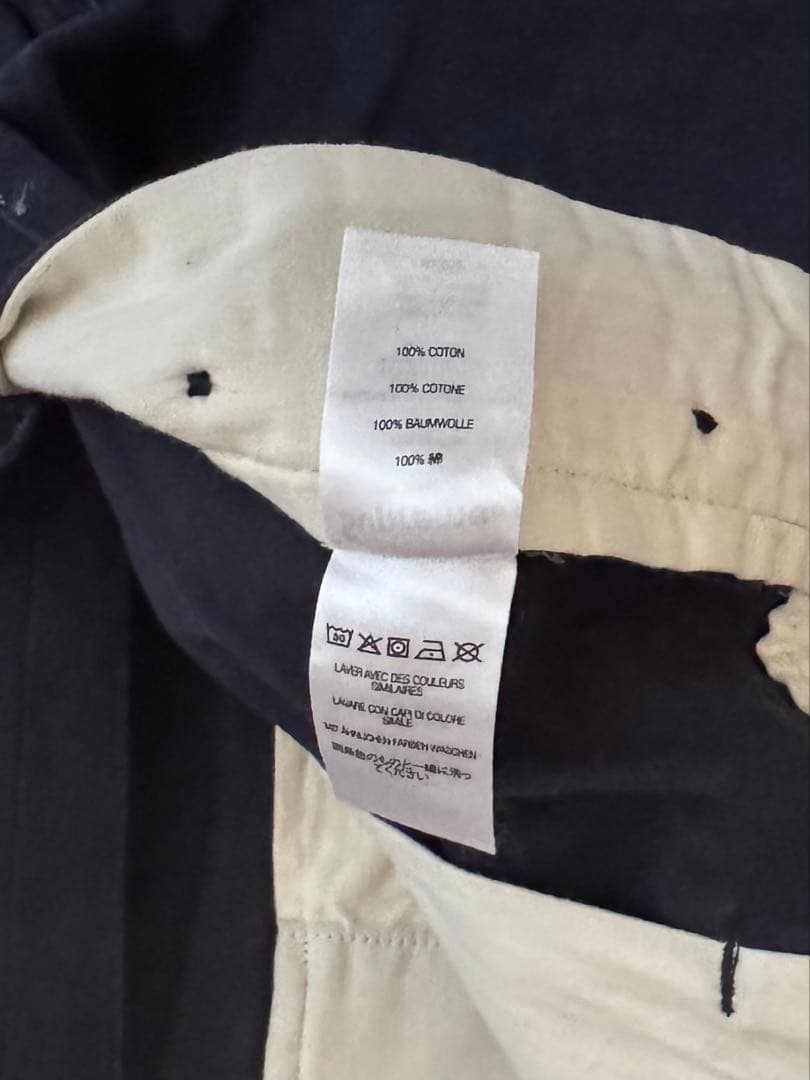 100% COTON
100% COTONE
100% BAUMWOLLE
100% 綿
30
LAVER AVEC DES COULEURS
SIMILAIRES
LAVARE CON CAPI DI COLORE
SIMILE
FARBEN WASCHEN
同系色のものと一緒に洗っ
てください